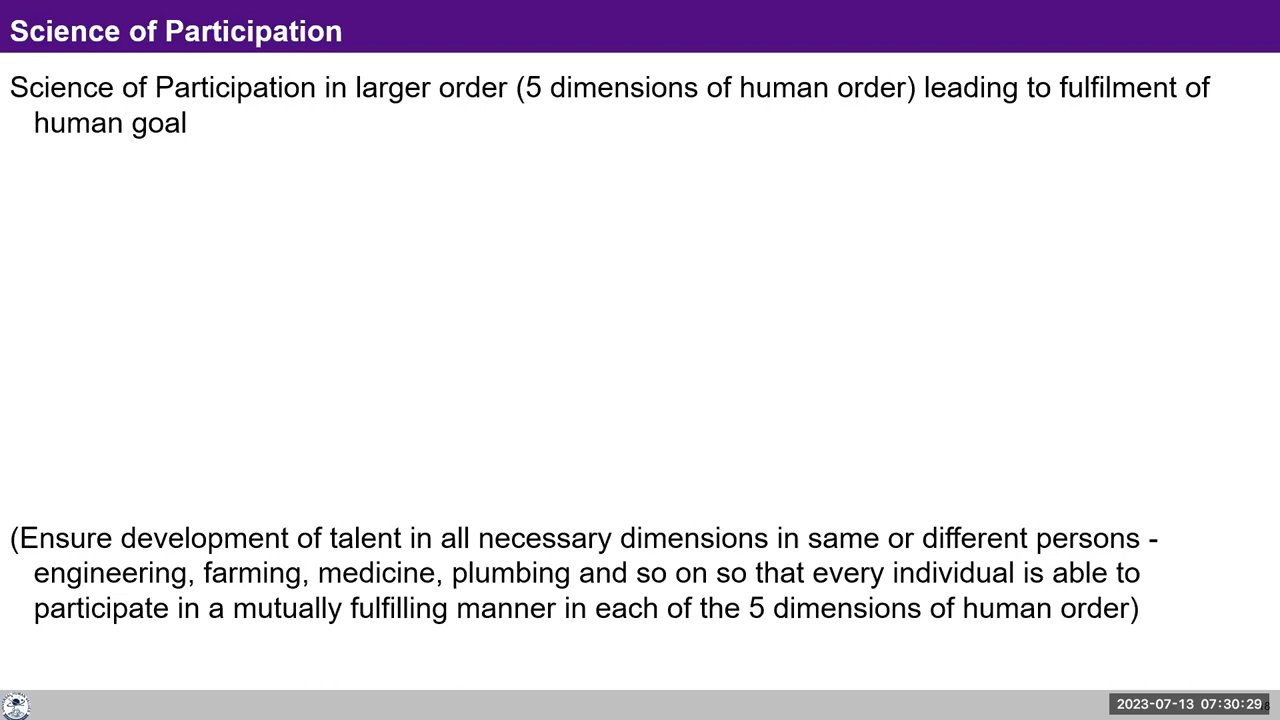 Science of Participation
Science of Participation in larger order (5 dimensions of human order) leading to fulfilment of
human goal
(Ensure development of talent in all necessary dimensions in same or different persons -
engineering, farming, medicine, plumbing and so on so that every individual is able to
participate in a mutually fulfilling manner in each of the 5 dimensions of human order)
2023-07-13 07:30:29